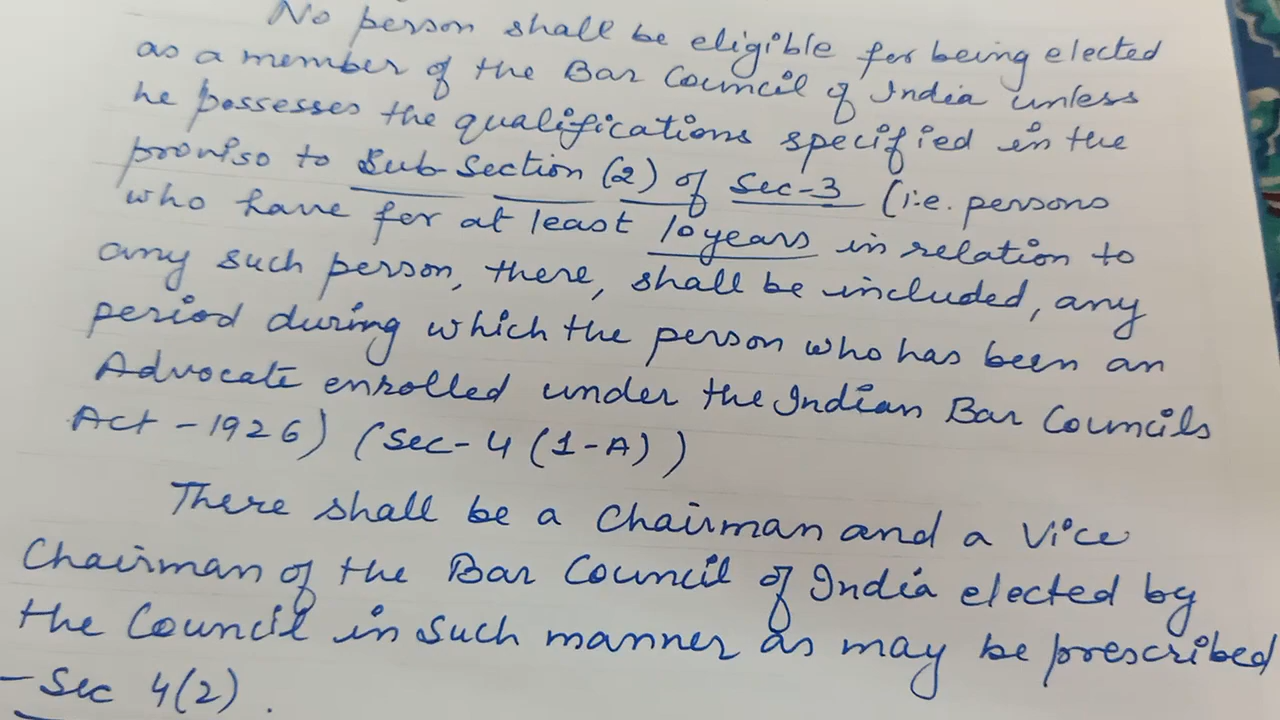 No person shall be eligible for being elected
as a member of the Bar Council of India unless
he possesses the qualifications specified in the
proviso to Sub-Section (2) of Sec-3 (i.e. persons
who have for at least 10 years in relation to
any such person, there, shall be included, any
period during which the person who has been an
Advocate enrolled under the Indian Bar Councils
Act - 1926) (Sec-4 (1-A))
There shall be a Chairman and a Vice
Chairman of the Bar Council of India elected by
the Council in such manner as may be prescribed
- Sec 4(2).